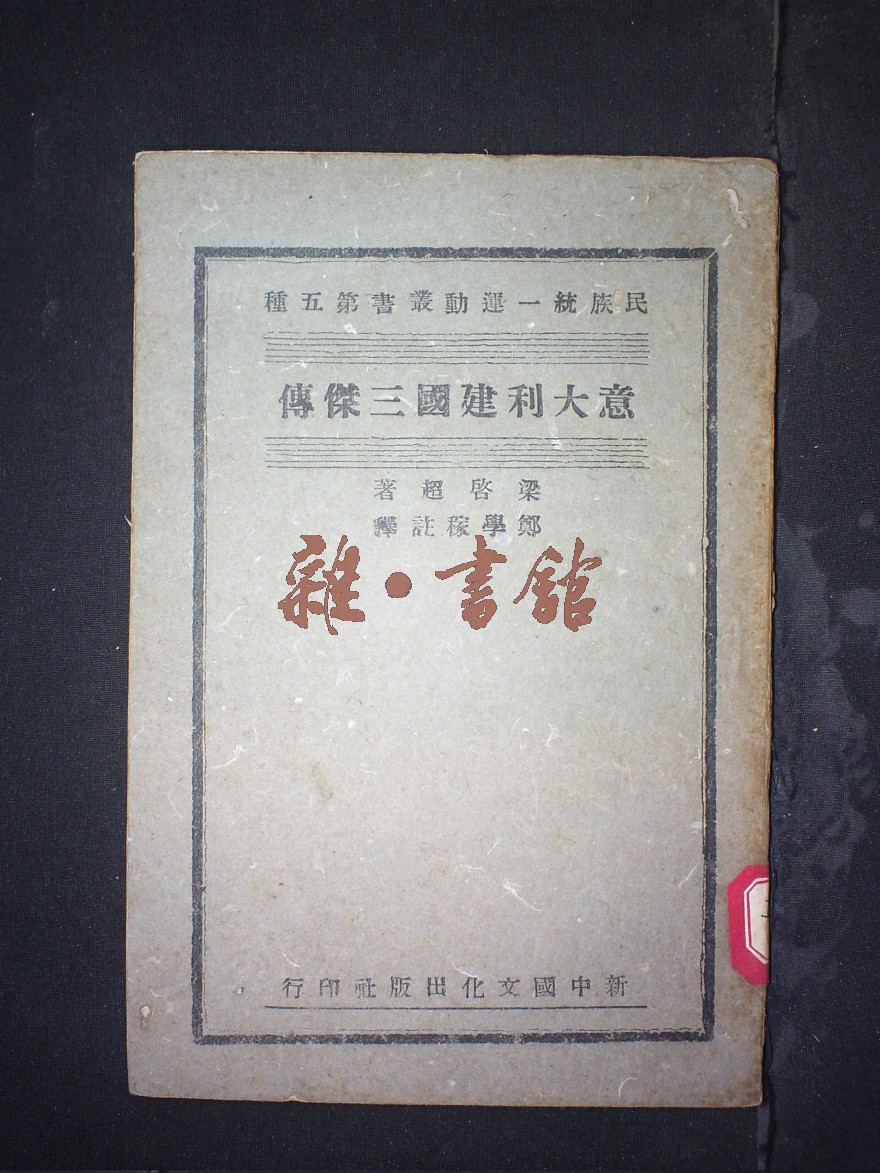 民族統一運動叢書第五種
意大利建國三傑傳
梁啓超著
鄭學稼註釋
雜·書館
新中國文化出版社印行